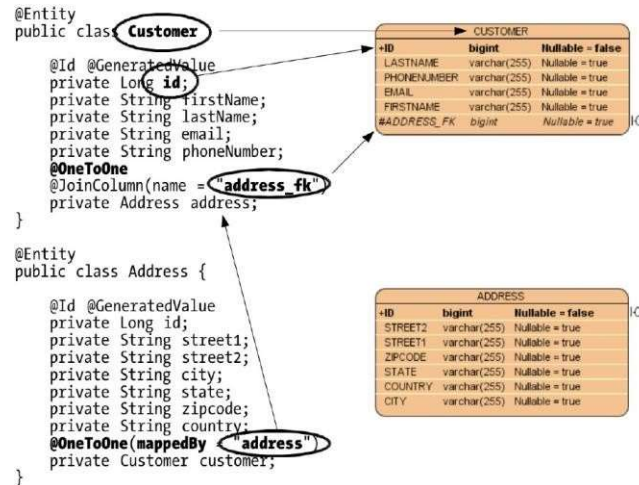 @Entity
public class Customer
@Id @GeneratedValue
private Long id;
private String firstName;
private String lastName;
private String email;
private String phoneNumber;
@OneToOne
@JoinColumn(name = "address_fk")
private Address address;
}
@Entity
public class Address {
@Id @GeneratedValue
private Long id;
private String street1;
private String street2;
private String city;
private String state;
private String zipcode;
private String country;
@OneToOne(mappedBy = "address")
private Customer customer;
}
CUSTOMER
+ID bigint Nullable = false
LASTNAME varchar(255) Nullable = true
PHONENUMBER varchar(255) Nullable = true
EMAIL varchar(255) Nullable = true
FIRSTNAME varchar(255) Nullable = true
#ADDRESS_FK bigint Nullable = true
ADDRESS
+ID bigint Nullable = false
STREET2 varchar(255) Nullable = true
STREET1 varchar(255) Nullable = true
ZIPCODE varchar(255) Nullable = true
STATE varchar(255) Nullable = true
COUNTRY varchar(255) Nullable = true
CITY varchar(255) Nullable = true